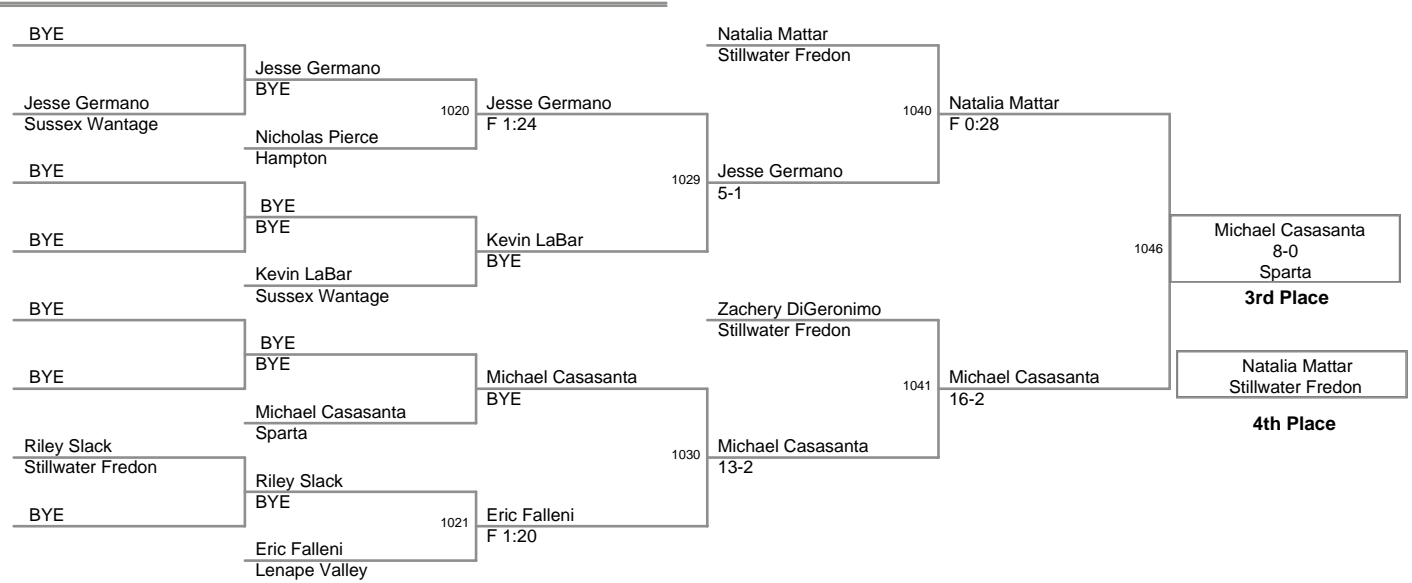 BYE
Jesse Germano
Sussex Wantage
BYE
BYE
BYE
BYE
Riley Slack
Stillwater Fredon
BYE
Jesse Germano
BYE
1020
Nicholas Pierce
Hampton
BYE
BYE
Kevin LaBar
Sussex Wantage
BYE
BYE
Michael Casasanta
Sparta
Riley Slack
BYE
1021
Eric Falleni
Lenape Valley
Jesse Germano
F 1:24
1029
Kevin LaBar
BYE
Michael Casasanta
BYE
1030
Eric Falleni
F 1:20
Natalia Mattar
Stillwater Fredon
1040
Jesse Germano
5-1
Zachery DiGeronimo
Stillwater Fredon
1041
Michael Casasanta
13-2
Natalia Mattar
F 0:28
1046
Michael Casasanta
16-2
Michael Casasanta
8-0
Sparta
3rd Place
Natalia Mattar
Stillwater Fredon
4th Place